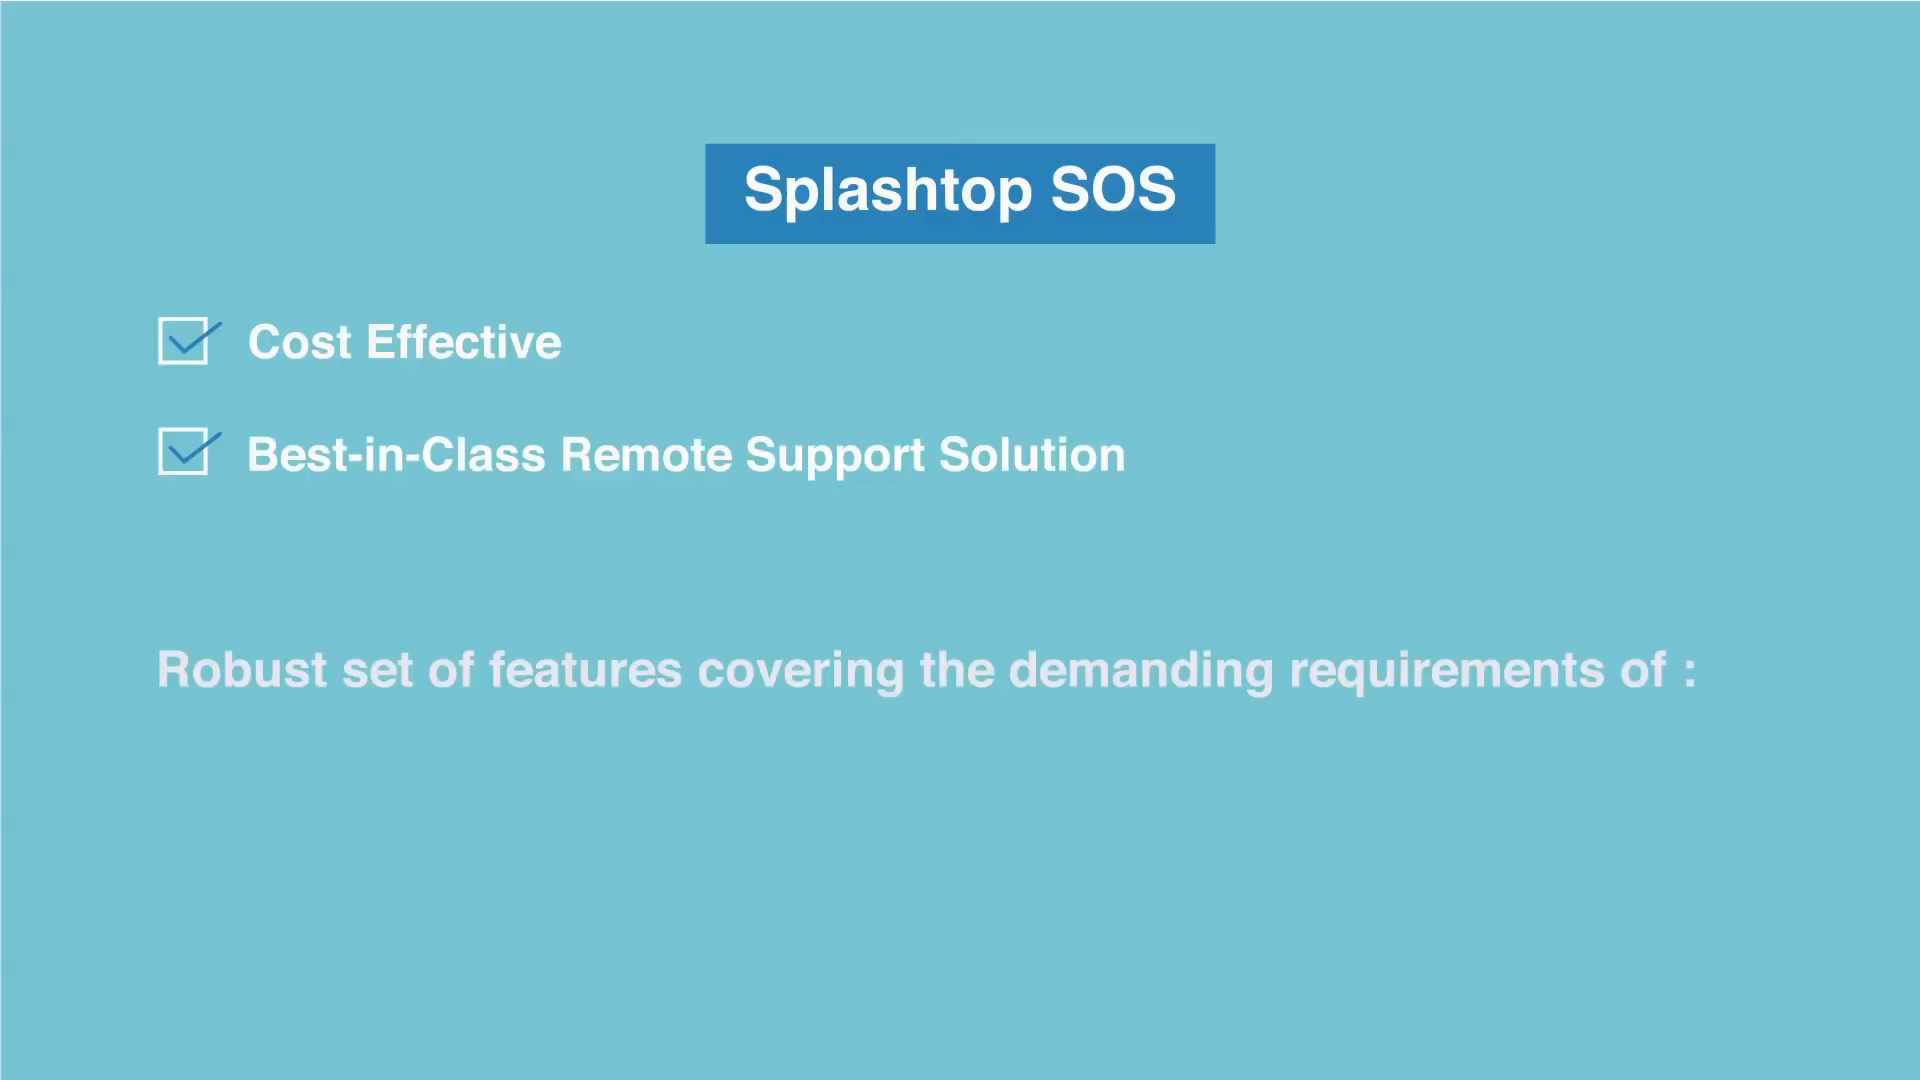 Splashtop SOS
Cost Effective
Best-in-Class Remote Support Solution
Robust set of features covering the demanding requirements of :